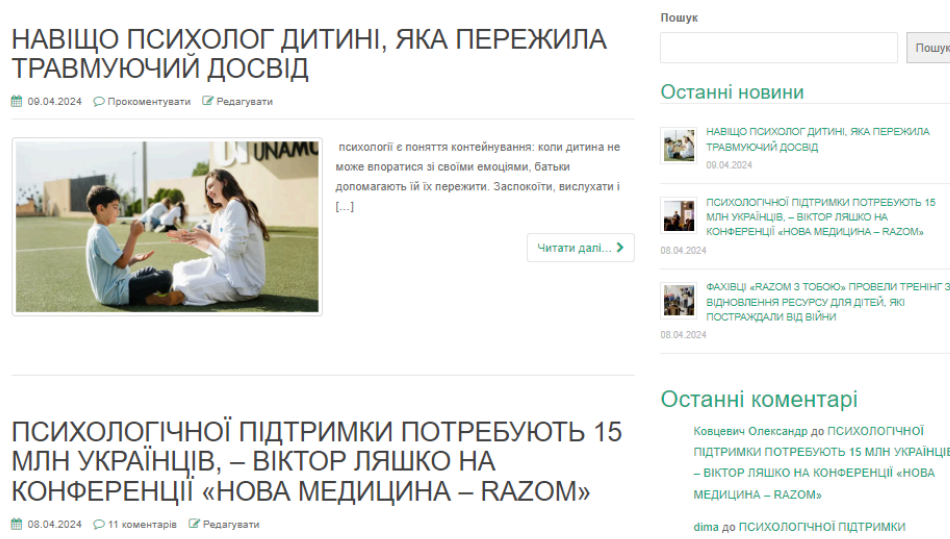 НАВІЩО ПСИХОЛОГ ДИТИНІ, ЯКА ПЕРЕЖИЛА
ТРАВМУЮЧИЙ ДОСВІД
09.04.2024 Прокоментувати Редагувати
UNAMU
психології є поняття контейнування: коли дитина не
може впоратися зі своїми емоціями, батьки
допомагають їй їх пережити. Заспокоїти, вислухати і
[…]
Читати далі...
ПСИХОЛОГІЧНОЇ ПІДТРИМКИ ПОТРЕБУЮТЬ 15
МЛН УКРАЇНЦІВ, – ВІКТОР ЛЯШКО НА
КОНФЕРЕНЦІЇ «НОВА МЕДИЦИНА – RAZOM»
08.04.2024 11 коментарів Редагувати
Пошук
Пошук
Останні новини
НАВІЩО ПСИХОЛОГ ДИТИНІ, ЯКА ПЕРЕЖИЛА
ТРАВМУЮЧИЙ ДОСВІД
09.04.2024
ПСИХОЛОГІЧНОЇ ПІДТРИМКИ ПОТРЕБУЮТЬ 15
МЛН УКРАЇНЦІВ, – ВІКТОР ЛЯШКО НА
КОНФЕРЕНЦІЇ «НОВА МЕДИЦИНА – RAZOM»
08.04.2024
ФАХІВЦІ «RAZOM З ТОБОЮ» ПРОВЕЛИ ТРЕНІНГ З
ВІДНОВЛЕННЯ РЕСУРСУ ДЛЯ ДІТЕЙ, ЯКІ
ПОСТРАЖДАЛИ ВІД ВІЙНИ
08.04.2024
Останні коментарі
Ковцевич Олександр до ПСИХОЛОГІЧНОЇ
ПІДТРИМКИ ПОТРЕБУЮТЬ 15 МЛН УКРАЇНЦІВ,
– ВІКТОР ЛЯШКО НА КОНФЕРЕНЦІЇ «НОВА
МЕДИЦИНА – RAZOM»
dima до ПСИХОЛОГІЧНОЇ ПІДТРИМКИ